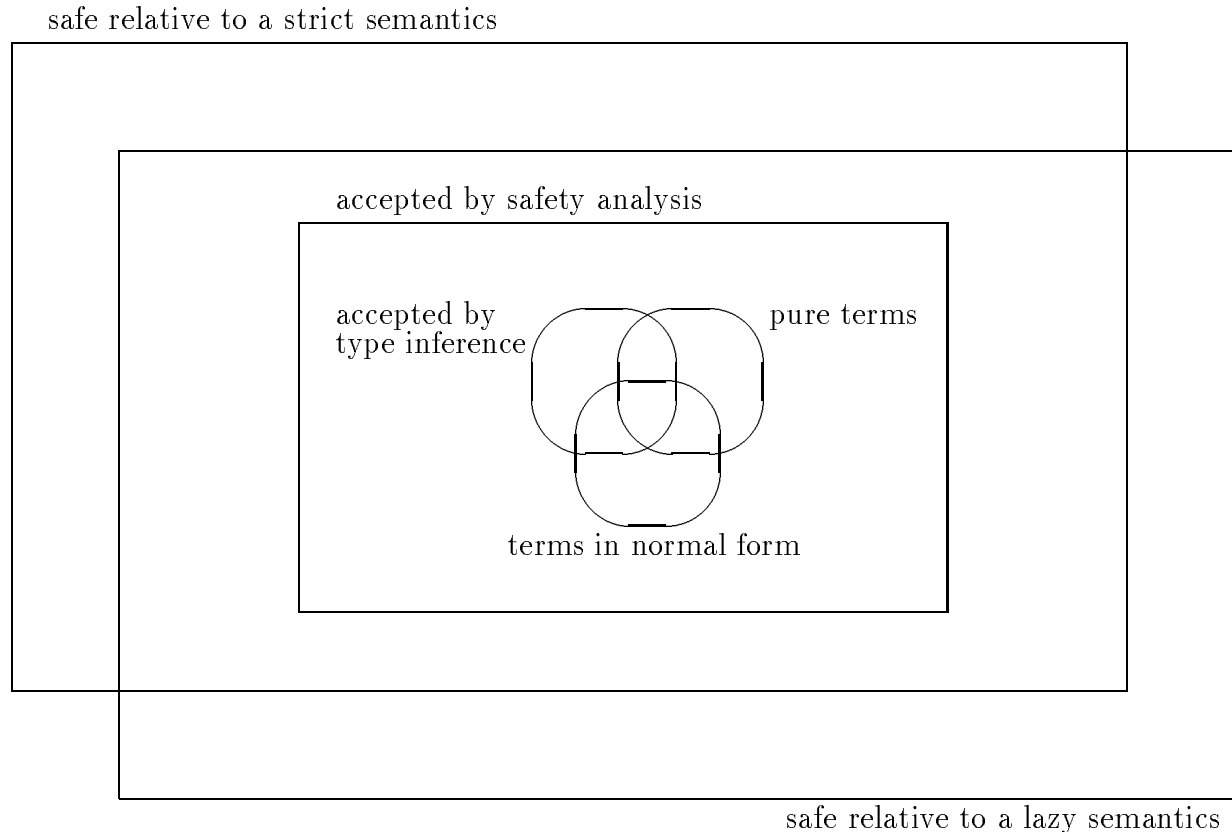 safe relative to a strict semantics
accepted by safety analysis
accepted by
type inference
pure terms
terms in normal form
safe relative to a lazy semantics